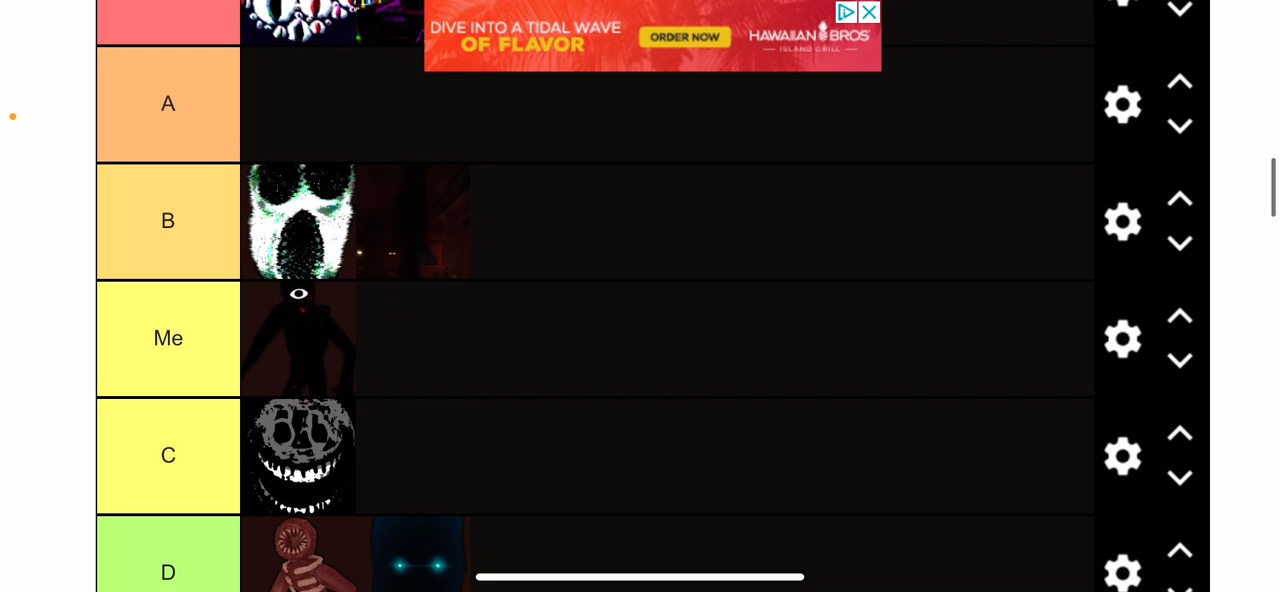 DIVE INTO A TIDAL WAVE
OF FLAVOR
ORDER NOW
HAWAIIAN BROS
ISLAND GRILL
A
B
Me
C
D